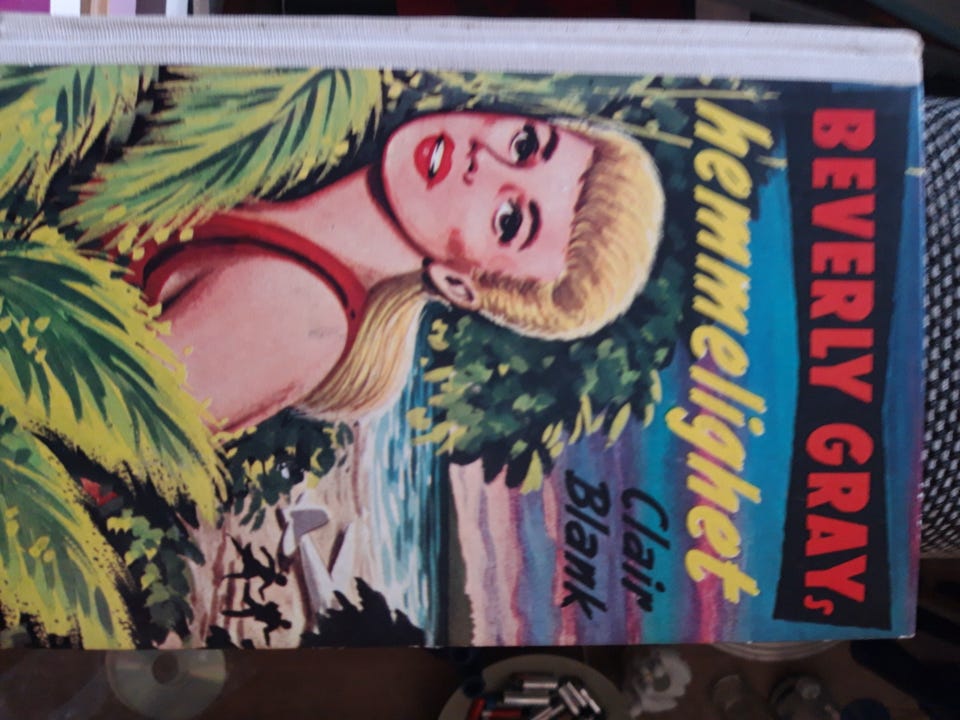 BEVERLY GRAYs
hemmelighet
Clair
Blank